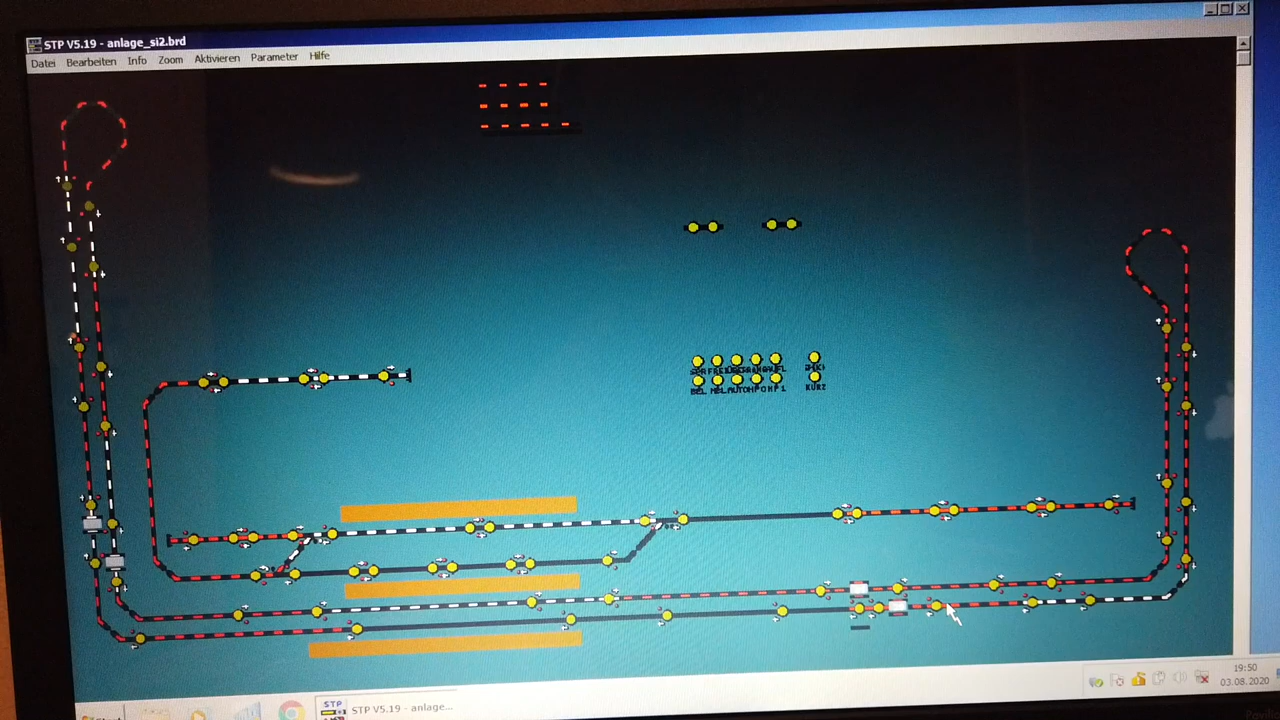 STP V5.19 - anlage_si2.brd
Datei Bearbeiten Info Zoom Aktivieren Parameter Hilfe
KURZ
STP STP V5.19 - anlage...
19:50
03.08.2020